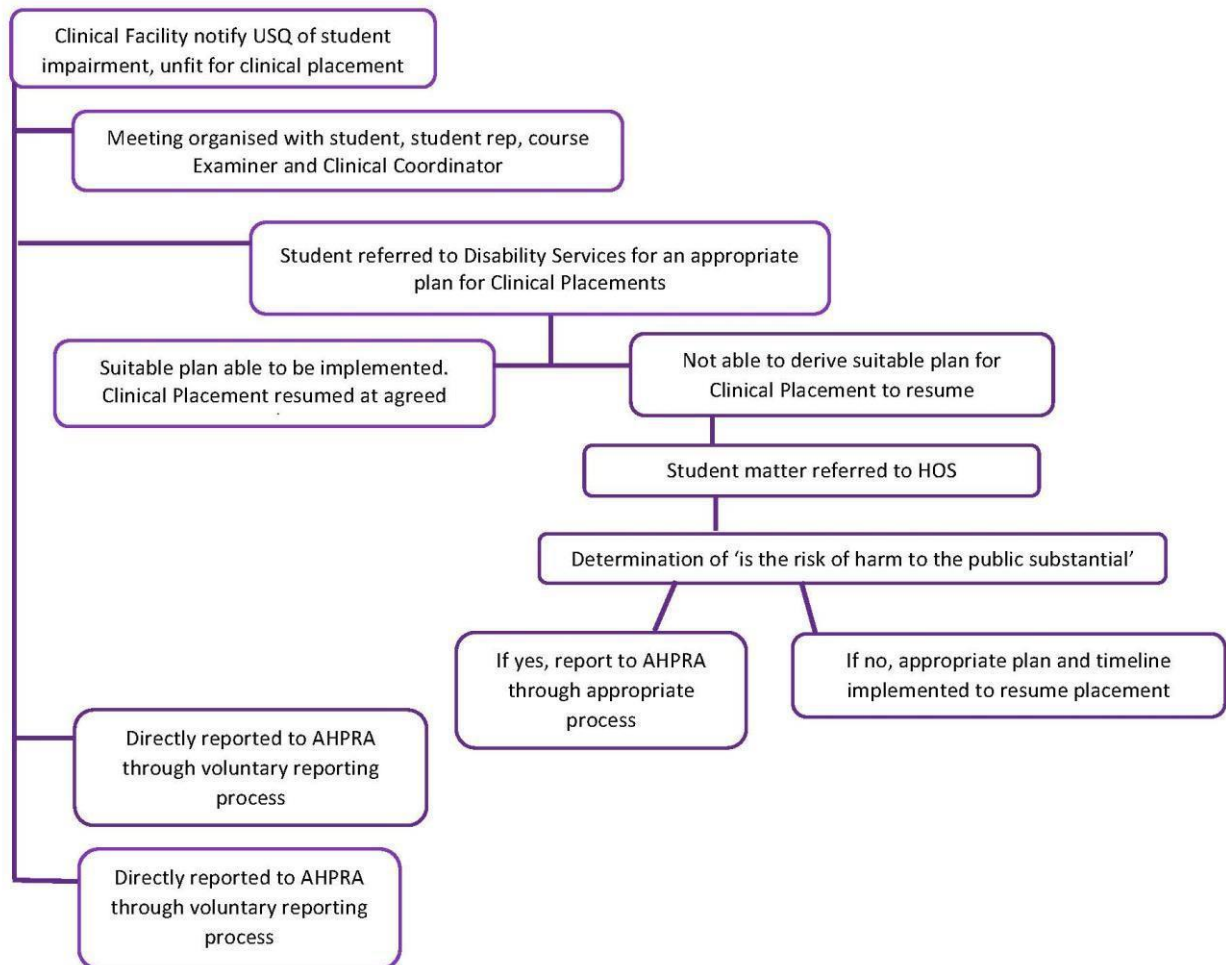 Clinical Facility notify USQ of student
impairment, unfit for clinical placement
Meeting organised with student, student rep, course
Examiner and Clinical Coordinator
Student referred to Disability Services for an appropriate
plan for Clinical Placements
Suitable plan able to be implemented.
Clinical Placement resumed at agreed
Not able to derive suitable plan for
Clinical Placement to resume
Student matter referred to HOS
Determination of ‘is the risk of harm to the public substantial’
If yes, report to AHPRA
through appropriate
process
If no, appropriate plan and timeline
implemented to resume placement
Directly reported to AHPRA
through voluntary reporting
process
Directly reported to AHPRA
through voluntary reporting
process